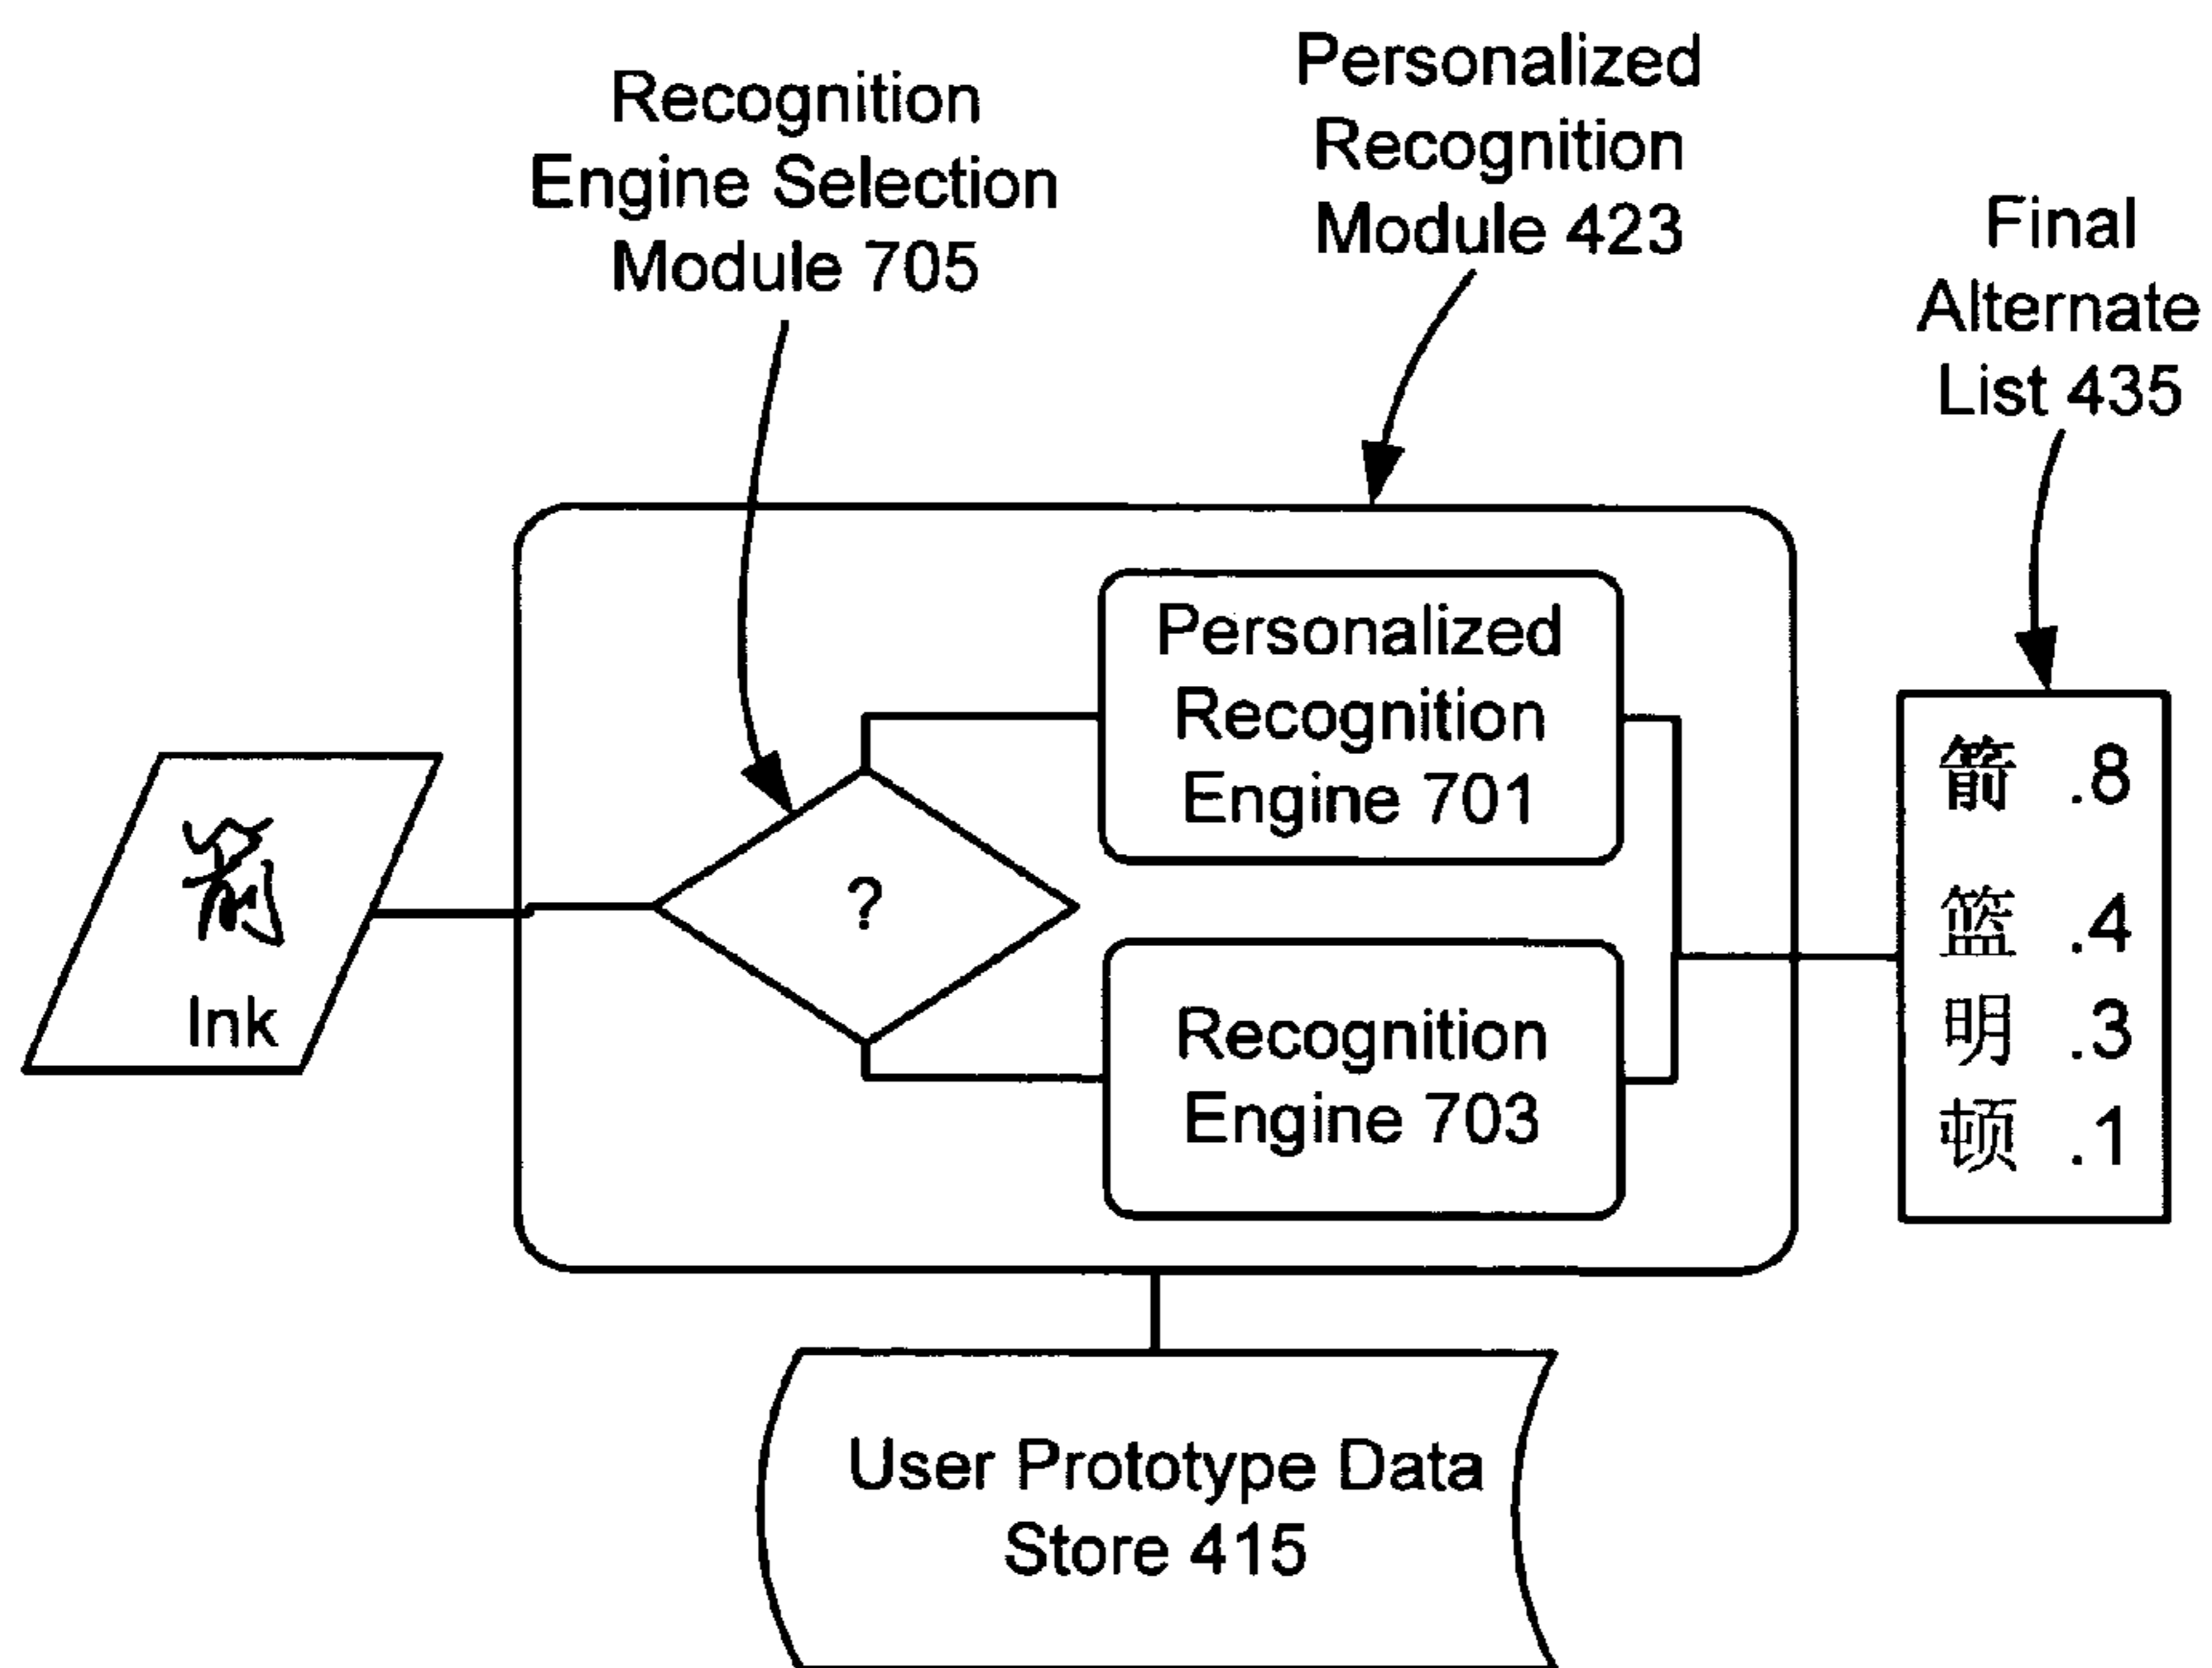 Recognition
Engine Selection
Module 705
Personalized
Recognition
Module 423
Final
Alternate
List 435
Personalized
Recognition
Engine 701
?
Recognition
Engine 703
Ink
箭 .8
篮 .4
明 .3
顿 .1
User Prototype Data
Store 415